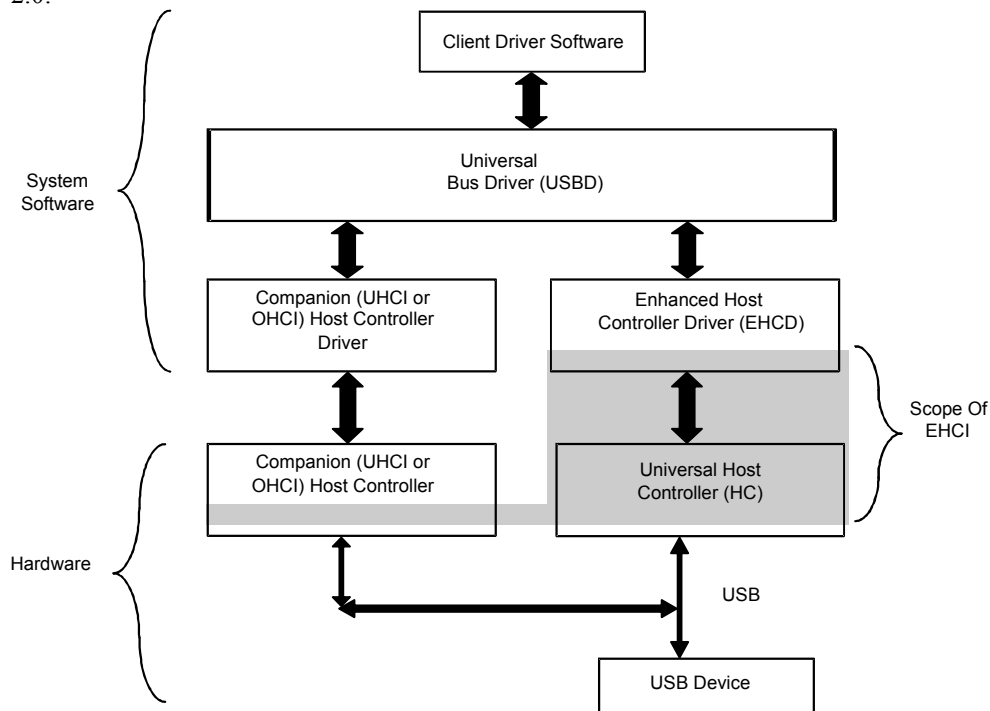 2.0.
Client Driver Software
Universal
Bus Driver (USBD)
System
Software
Companion (UHCI or
OHCI) Host Controller
Driver
Enhanced Host
Controller Driver (EHCD)
Scope Of
EHCI
Companion (UHCI or
OHCI) Host Controller
Universal Host
Controller (HC)
Hardware
USB
USB Device